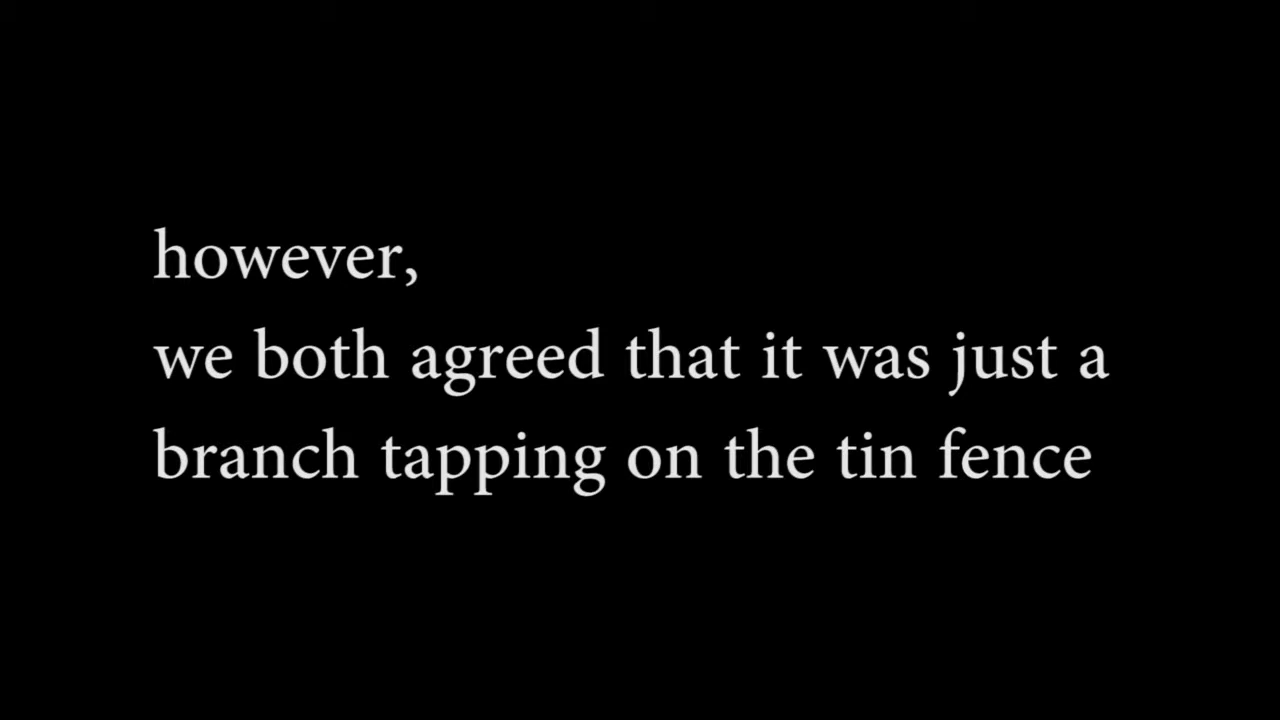 however,
we both agreed that it was just a
branch tapping on the tin fence